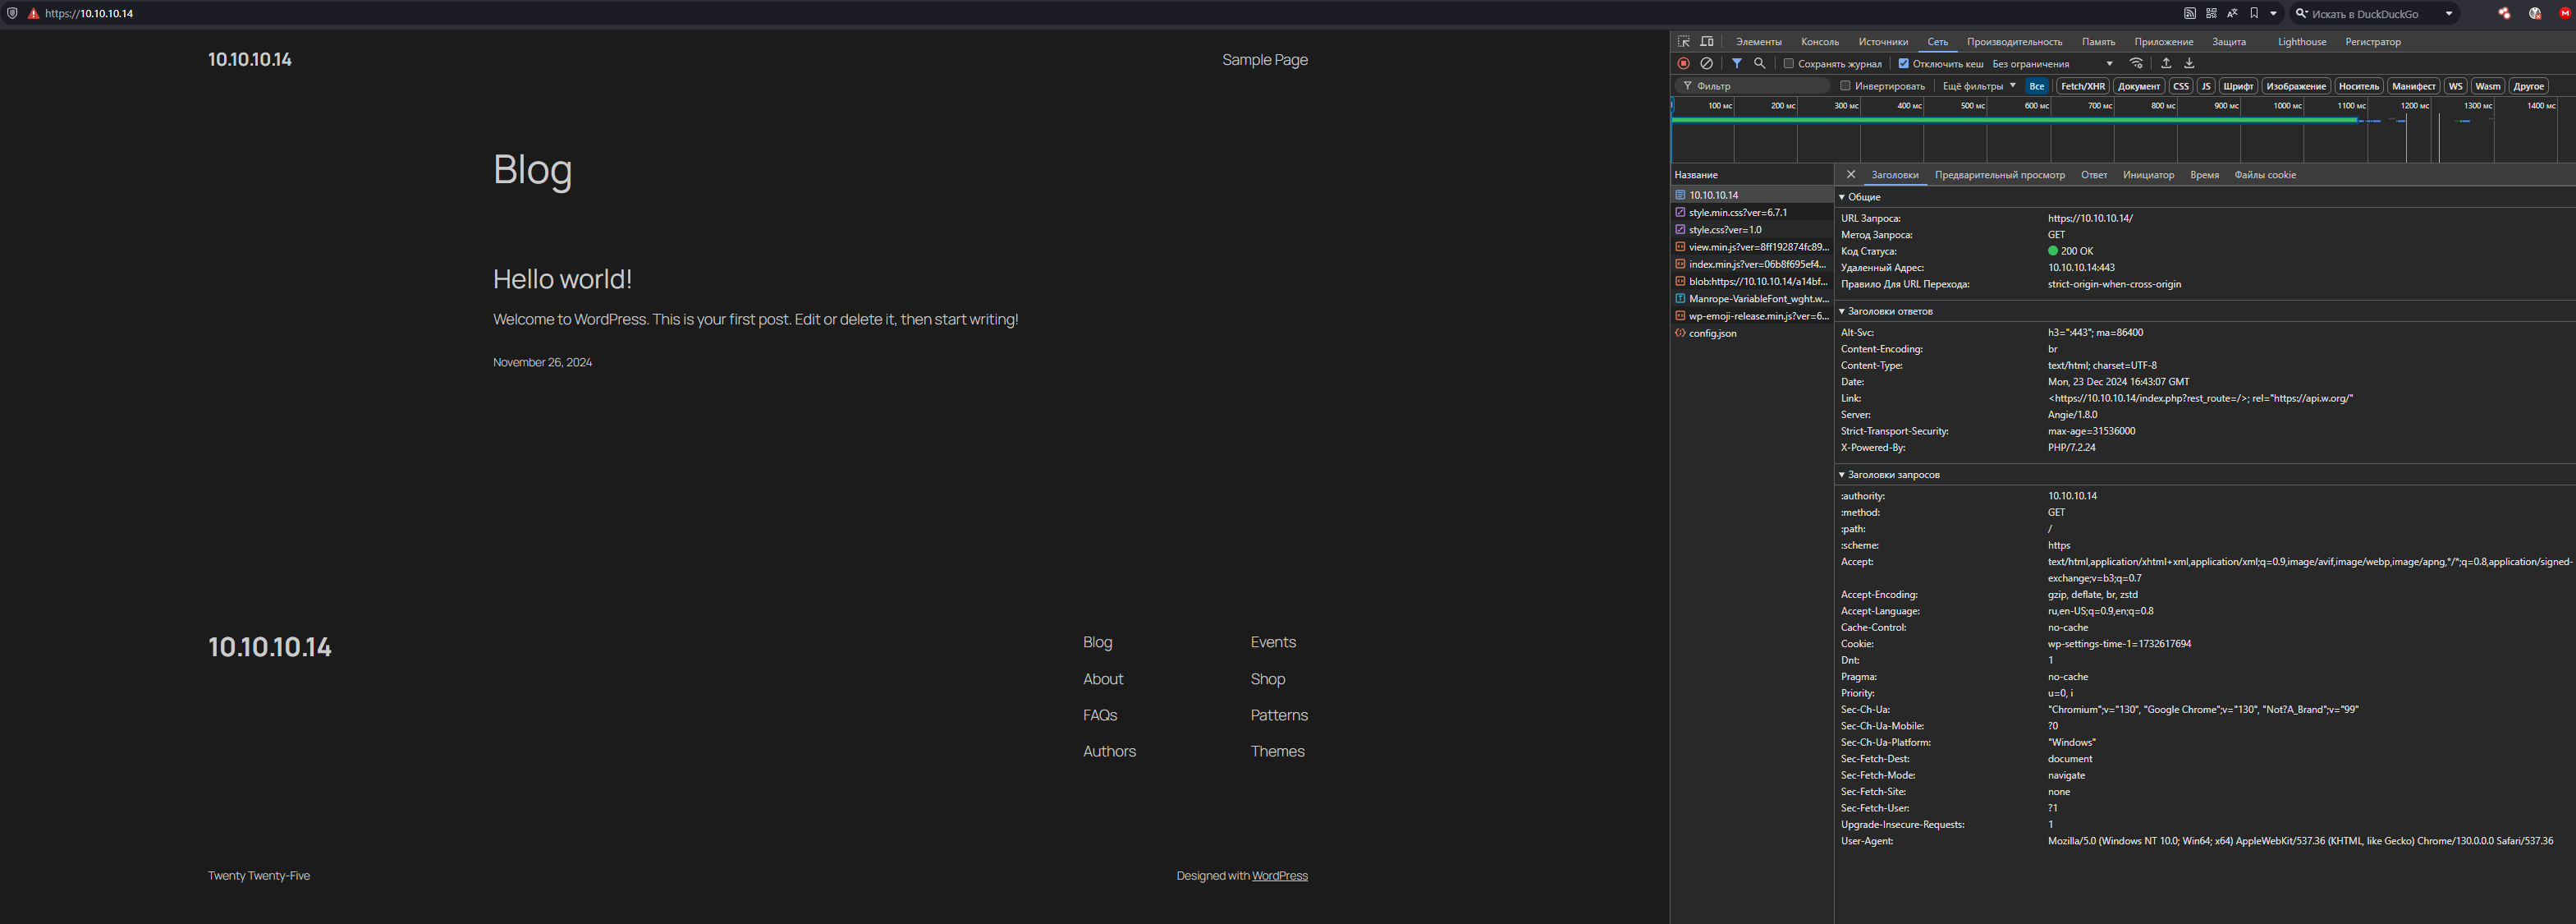 https://10.10.10.14
Искать в DuckDuckGo
10.10.10.14
Sample Page
Blog
Hello world!
Welcome to WordPress. This is your first post. Edit or delete it, then start writing!
November 26, 2024
10.10.10.14
Blog
Events
About
Shop
FAQs
Patterns
Authors
Themes
Twenty Twenty-Five
Designed with WordPress
Элементы Консоль Источники Сеть Производительность Память Приложение Защита Lighthouse Регистратор
Сохранять журнал Отключить кеш Без ограничения
Фильтр Инвертировать Ещё фильтры Все Fetch/XHR Документ CSS JS Шрифт Изображение Носитель Манифест WS Wasm Другое
100 мс 200 мс 300 мс 400 мс 500 мс 600 мс 700 мс 800 мс 900 мс 1000 мс 1100 мс 1200 мс 1300 мс 1400 мс
Название
10.10.10.14
style.min.css?ver=6.7.1
style.css?ver=1.0
view.min.js?ver=8ff192874fc89...
index.min.js?ver=06b8f695ef4...
blob:https://10.10.10.14/a14bf...
Manrope-VariableFont_wght.w...
wp-emoji-release.min.js?ver=6...
config.json
Заголовки Предварительный просмотр Ответ Инициатор Время Файлы cookie
Общие
URL Запроса: https://10.10.10.14/
Метод Запроса: GET
Код Статуса: 200 OK
Удаленный Адрес: 10.10.10.14:443
Правило Для URL Перехода: strict-origin-when-cross-origin
Заголовки ответов
Alt-Svc: h3=":443"; ma=86400
Content-Encoding: br
Content-Type: text/html; charset=UTF-8
Date: Mon, 23 Dec 2024 16:43:07 GMT
Link: <https://10.10.10.14/index.php?rest_route=/>; rel="https://api.w.org/"
Server: Angie/1.8.0
Strict-Transport-Security: max-age=31536000
X-Powered-By: PHP/7.2.24
Заголовки запросов
:authority: 10.10.10.14
:method: GET
:path: /
:scheme: https
Accept: text/html,application/xhtml+xml,application/xml;q=0.9,image/avif,image/webp,image/apng,*/*;q=0.8,application/signed-
exchange;v=b3;q=0.7
Accept-Encoding: gzip, deflate, br, zstd
Accept-Language: ru,en-US;q=0.9,en;q=0.8
Cache-Control: no-cache
Cookie: wp-settings-time-1=1732617694
Dnt: 1
Pragma: no-cache
Priority: u=0, i
Sec-Ch-Ua: "Chromium";v="130", "Google Chrome";v="130", "Not?A_Brand";v="99"
Sec-Ch-Ua-Mobile: ?0
Sec-Ch-Ua-Platform: "Windows"
Sec-Fetch-Dest: document
Sec-Fetch-Mode: navigate
Sec-Fetch-Site: none
Sec-Fetch-User: ?1
Upgrade-Insecure-Requests: 1
User-Agent: Mozilla/5.0 (Windows NT 10.0; Win64; x64) AppleWebKit/537.36 (KHTML, like Gecko) Chrome/130.0.0.0 Safari/537.36